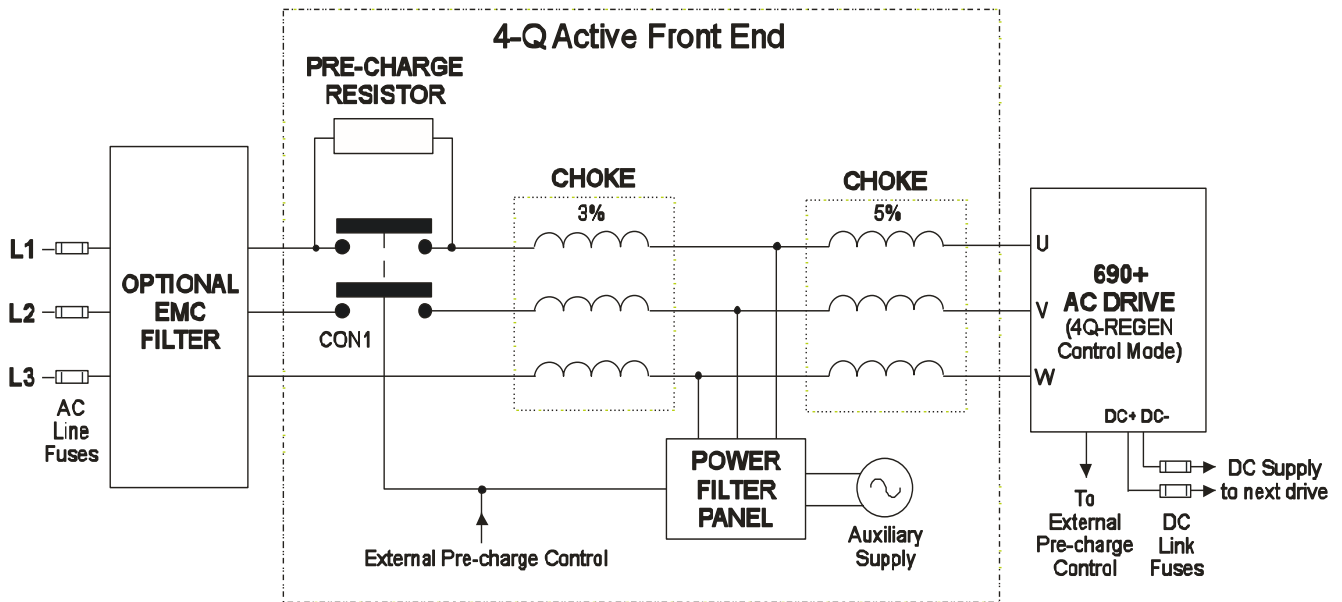 4-Q Active Front End
PRE-CHARGE
RESISTOR
CHOKE
3%
CHOKE
5%
L1
L2
L3
AC
Line
Fuses
OPTIONAL
EMC
FILTER
CON1
U
V
W
690+
AC DRIVE
(4Q-REGEN
Control Mode)
DC+ DC-
POWER
FILTER
PANEL
Auxiliary
Supply
External Pre-charge Control
To
External
Pre-charge
Control
DC
Link
Fuses
DC Supply
to next drive